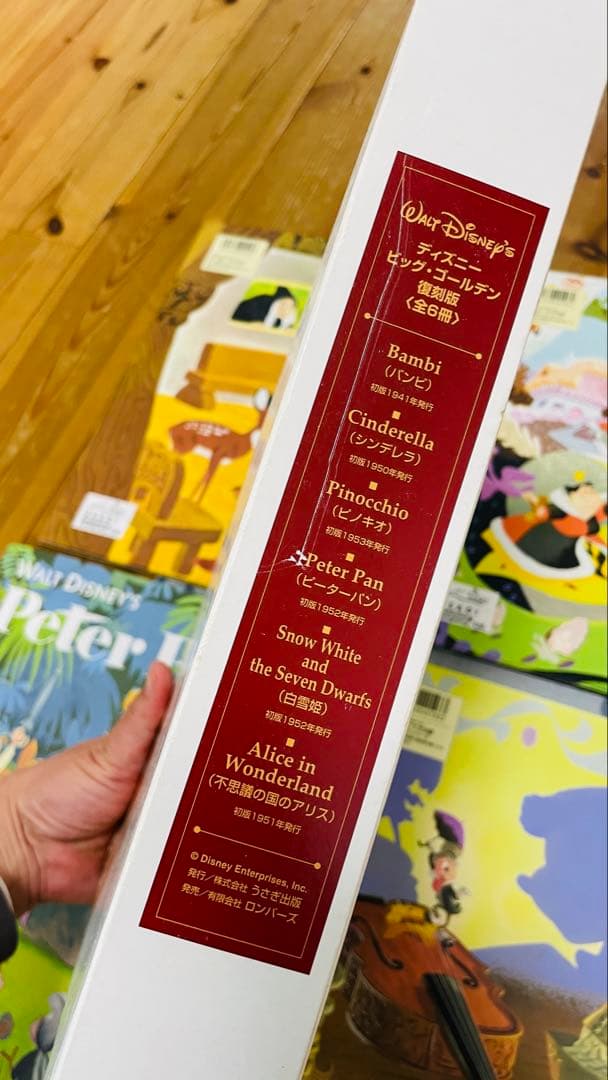 WALT DISNEY'S
ディズニー
ビッグ・ゴールデン
復刻版
〈全6冊〉
Bambi
（バンビ）
初版1941年発行
Cinderella
（シンデレラ）
初版1950年発行
Pinocchio
（ピノキオ）
初版1953年発行
Peter Pan
（ピーターパン）
初版1952年発行
Snow White
and
the Seven Dwarfs
（白雪姫）
初版1952年発行
Alice in
Wonderland
（不思議の国のアリス）
初版1951年発行
© Disney Enterprises, Inc.
発行／株式会社 うさぎ出版
発売／有限会社 ロンバーズ
WALT DISNEY'S
Peter